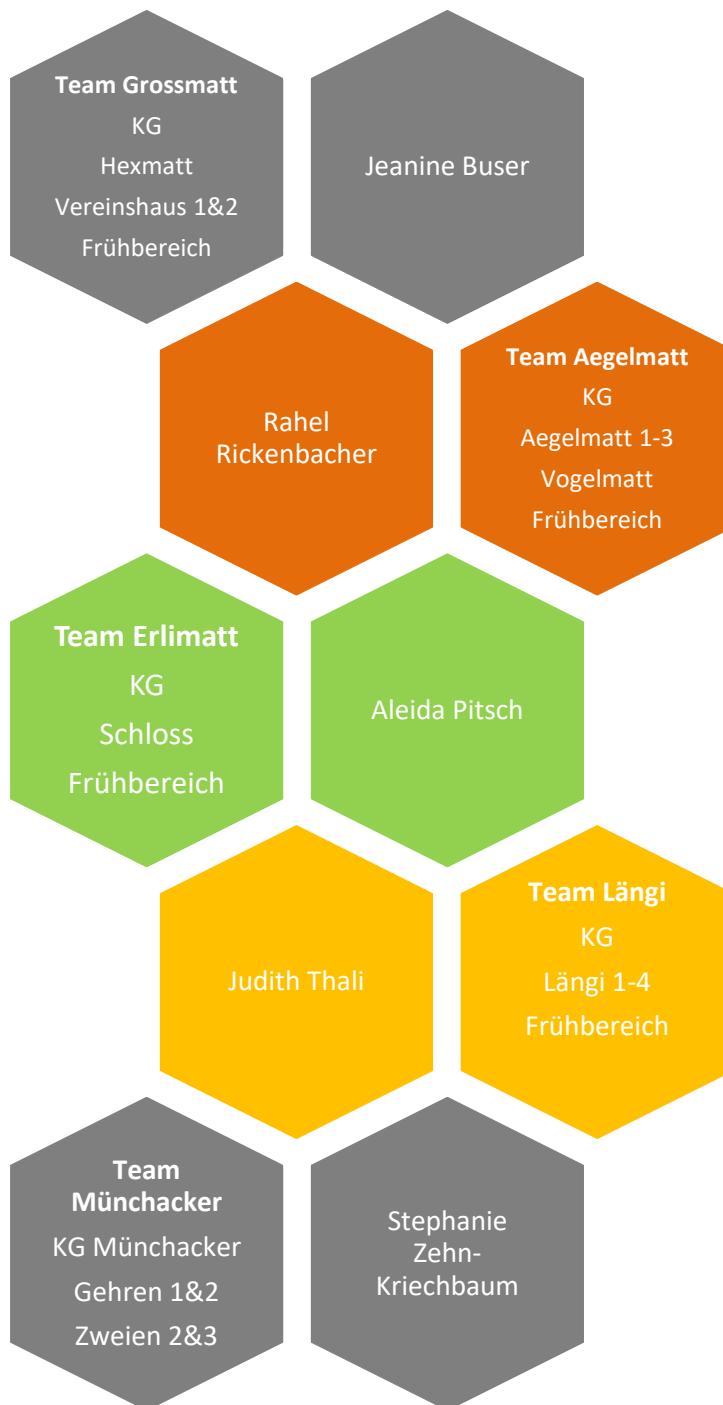 Team Grossmatt
KG
Hexmatt
Vereinshaus 1&2
Frühbereich
Jeanine Buser
Rahel
Rickenbacher
Team Aegelmatt
KG
Aegelmatt 1-3
Vogelmatt
Frühbereich
Team Erlimatt
KG
Schloss
Frühbereich
Aleida Pitsch
Judith Thali
Team Längi
KG
Längi 1-4
Frühbereich
Team
Münchacker
KG Münchacker
Gehren 1&2
Zweien 2&3
Stephanie
Zehn-
Kriechbaum